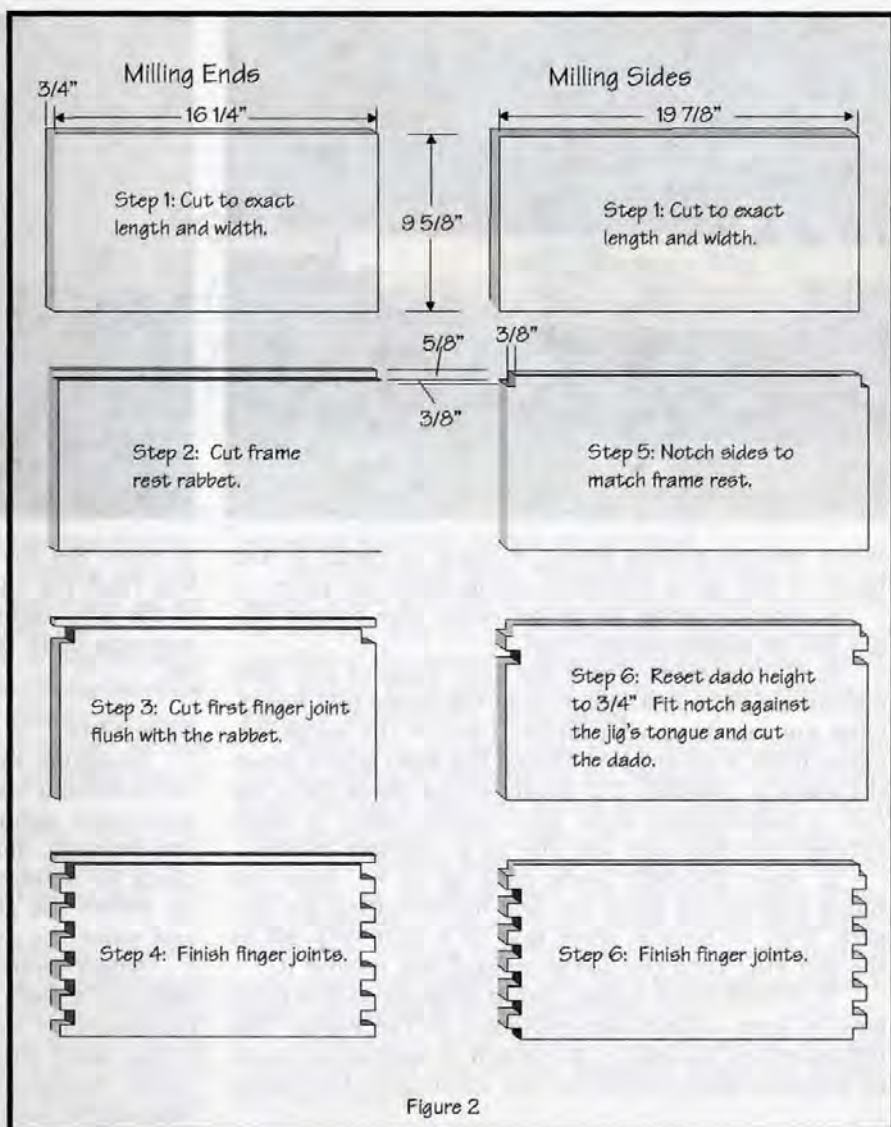 Milling Ends
Milling Sides
3/4"
16 1/4"
19 7/8"
Step 1: Cut to exact
length and width.
9 5/8"
Step 1: Cut to exact
length and width.
5/8"
3/8"
3/8"
Step 2: Cut frame
rest rabbet.
Step 5: Notch sides to
match frame rest.
Step 3: Cut first finger joint
flush with the rabbet.
Step 6: Reset dado height
to 3/4" Fit notch against
the jig's tongue and cut
the dado.
Step 4: Finish finger joints.
Step 6: Finish finger joints.
Figure 2